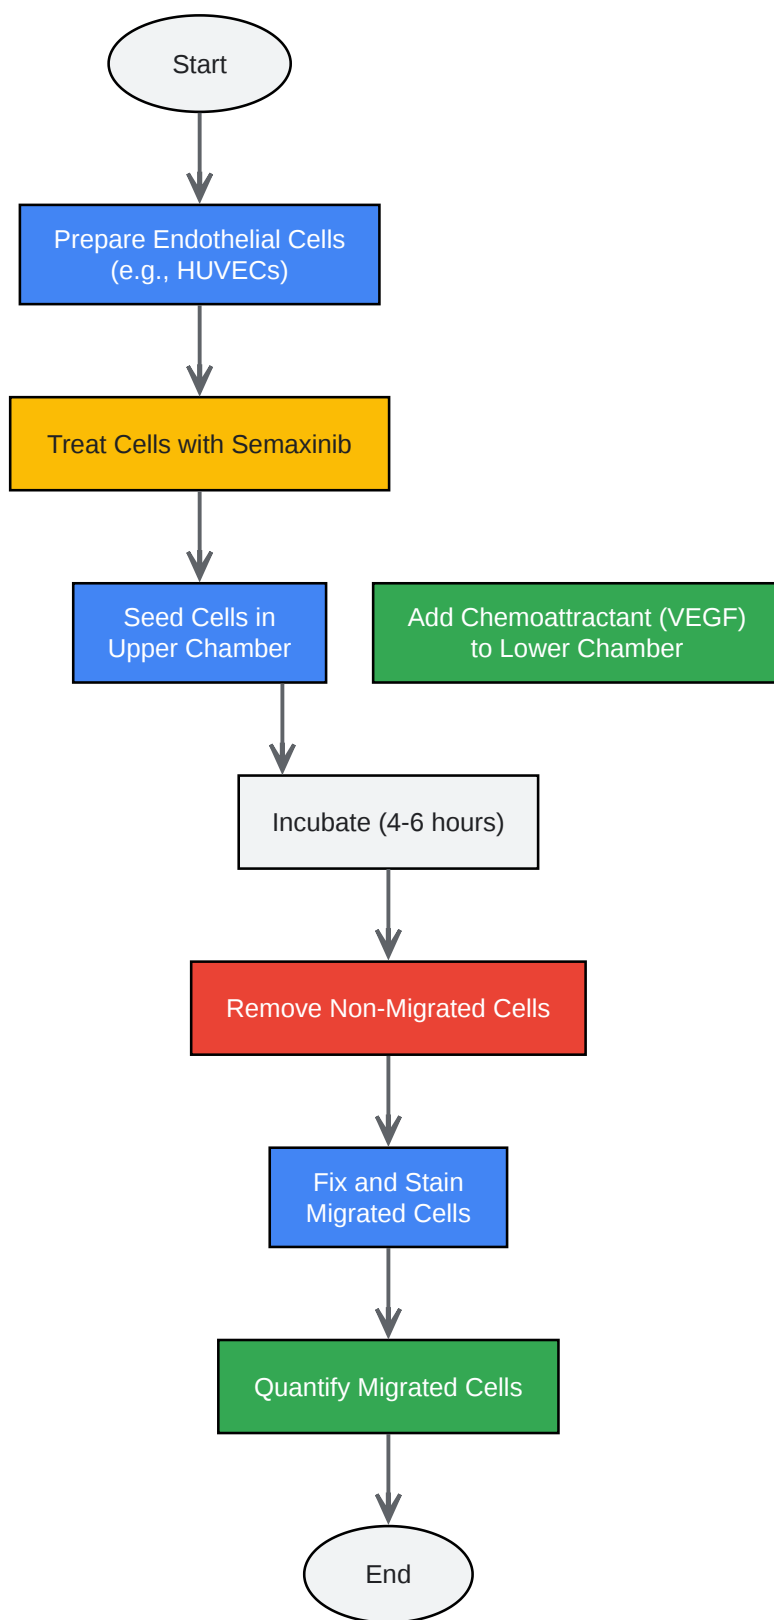 Start
Prepare Endothelial Cells
(e.g., HUVECs)
Treat Cells with Semaxinib
Seed Cells in
Upper Chamber
Add Chemoattractant (VEGF)
to Lower Chamber
Incubate (4-6 hours)
Remove Non-Migrated Cells
Fix and Stain
Migrated Cells
Quantify Migrated Cells
End